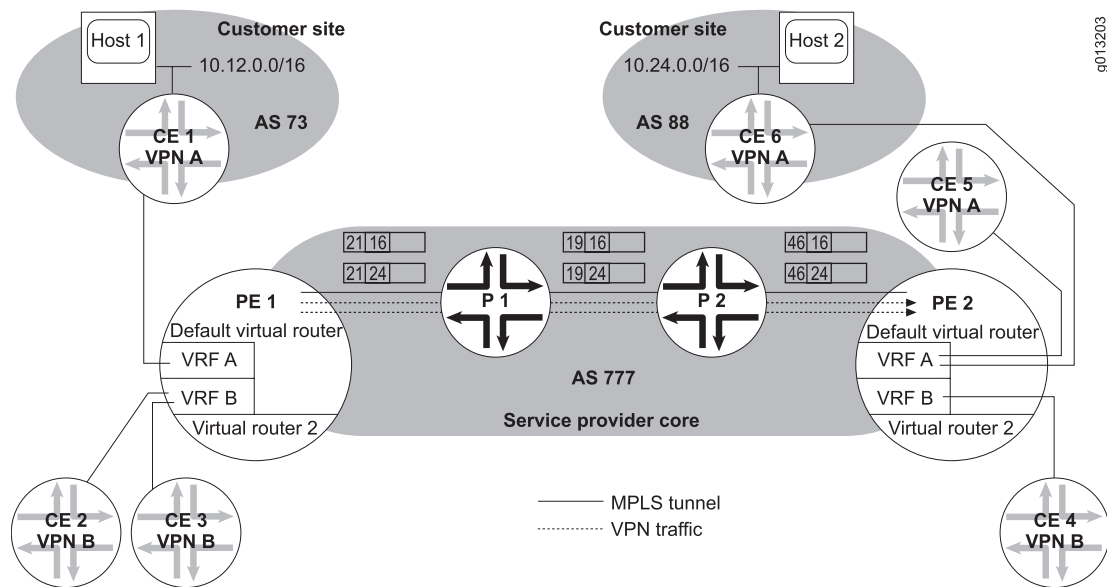 g013203
Host 1
Customer site
10.12.0.0/16
AS 73
CE 1
VPN A
Customer site
Host 2
10.24.0.0/16
AS 88
CE 6
VPN A
CE 5
VPN A
21 16
19 16
46 16
21 24
19 24
46 24
PE 1
P 1
P 2
PE 2
Default virtual router
Default virtual router
VRF A
VRF A
AS 777
VRF B
VRF B
Service provider core
Virtual router 2
Virtual router 2
CE 2
VPN B
CE 3
VPN B
MPLS tunnel
VPN traffic
CE 4
VPN B